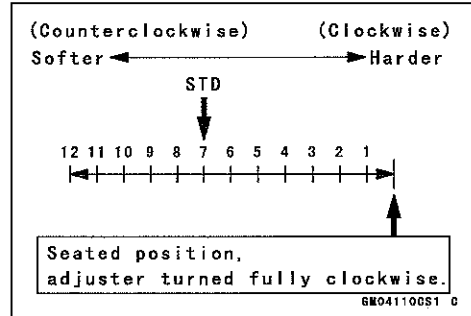 (Counterclockwise) (Clockwise)
Softer Harder
STD
12 11 10 9 8 7 6 5 4 3 2 1
Seated position,
adjuster turned fully clockwise.
GM041100S1 C